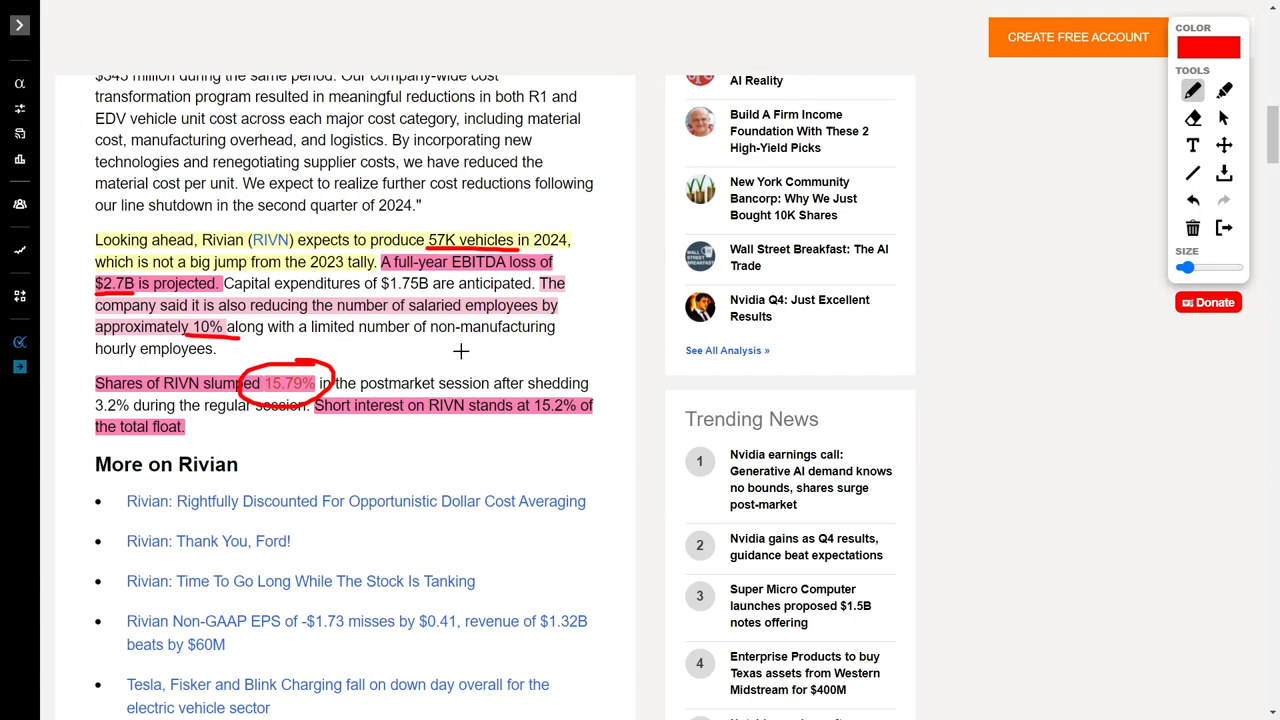 CREATE FREE ACCOUNT
COLOR
TOOLS
T
SIZE
Donate
α
$343 million during the same period. Our company-wide cost
transformation program resulted in meaningful reductions in both R1 and
EDV vehicle unit cost across each major cost category, including material
cost, manufacturing overhead, and logistics. By incorporating new
technologies and renegotiating supplier costs, we have reduced the
material cost per unit. We expect to realize further cost reductions following
our line shutdown in the second quarter of 2024."
Looking ahead, Rivian (RIVN) expects to produce 57K vehicles in 2024,
which is not a big jump from the 2023 tally. A full-year EBITDA loss of
$2.7B is projected. Capital expenditures of $1.75B are anticipated. The
company said it is also reducing the number of salaried employees by
approximately 10% along with a limited number of non-manufacturing
hourly employees.
Shares of RIVN slumped 15.79% in the postmarket session after shedding
3.2% during the regular session. Short interest on RIVN stands at 15.2% of
the total float.
More on Rivian
Rivian: Rightfully Discounted For Opportunistic Dollar Cost Averaging
Rivian: Thank You, Ford!
Rivian: Time To Go Long While The Stock Is Tanking
Rivian Non-GAAP EPS of -$1.73 misses by $0.41, revenue of $1.32B
beats by $60M
Tesla, Fisker and Blink Charging fall on down day overall for the
electric vehicle sector
AI Reality
Build A Firm Income
Foundation With These 2
High-Yield Picks
New York Community
Bancorp: Why We Just
Bought 10K Shares
WALL STREET BREAKFAST
Wall Street Breakfast: The AI
Trade
Nvidia Q4: Just Excellent
Results
See All Analysis »
Trending News
1
Nvidia earnings call:
Generative AI demand knows
no bounds, shares surge
post-market
2
Nvidia gains as Q4 results,
guidance beat expectations
3
Super Micro Computer
launches proposed $1.5B
notes offering
4
Enterprise Products to buy
Texas assets from Western
Midstream for $400M